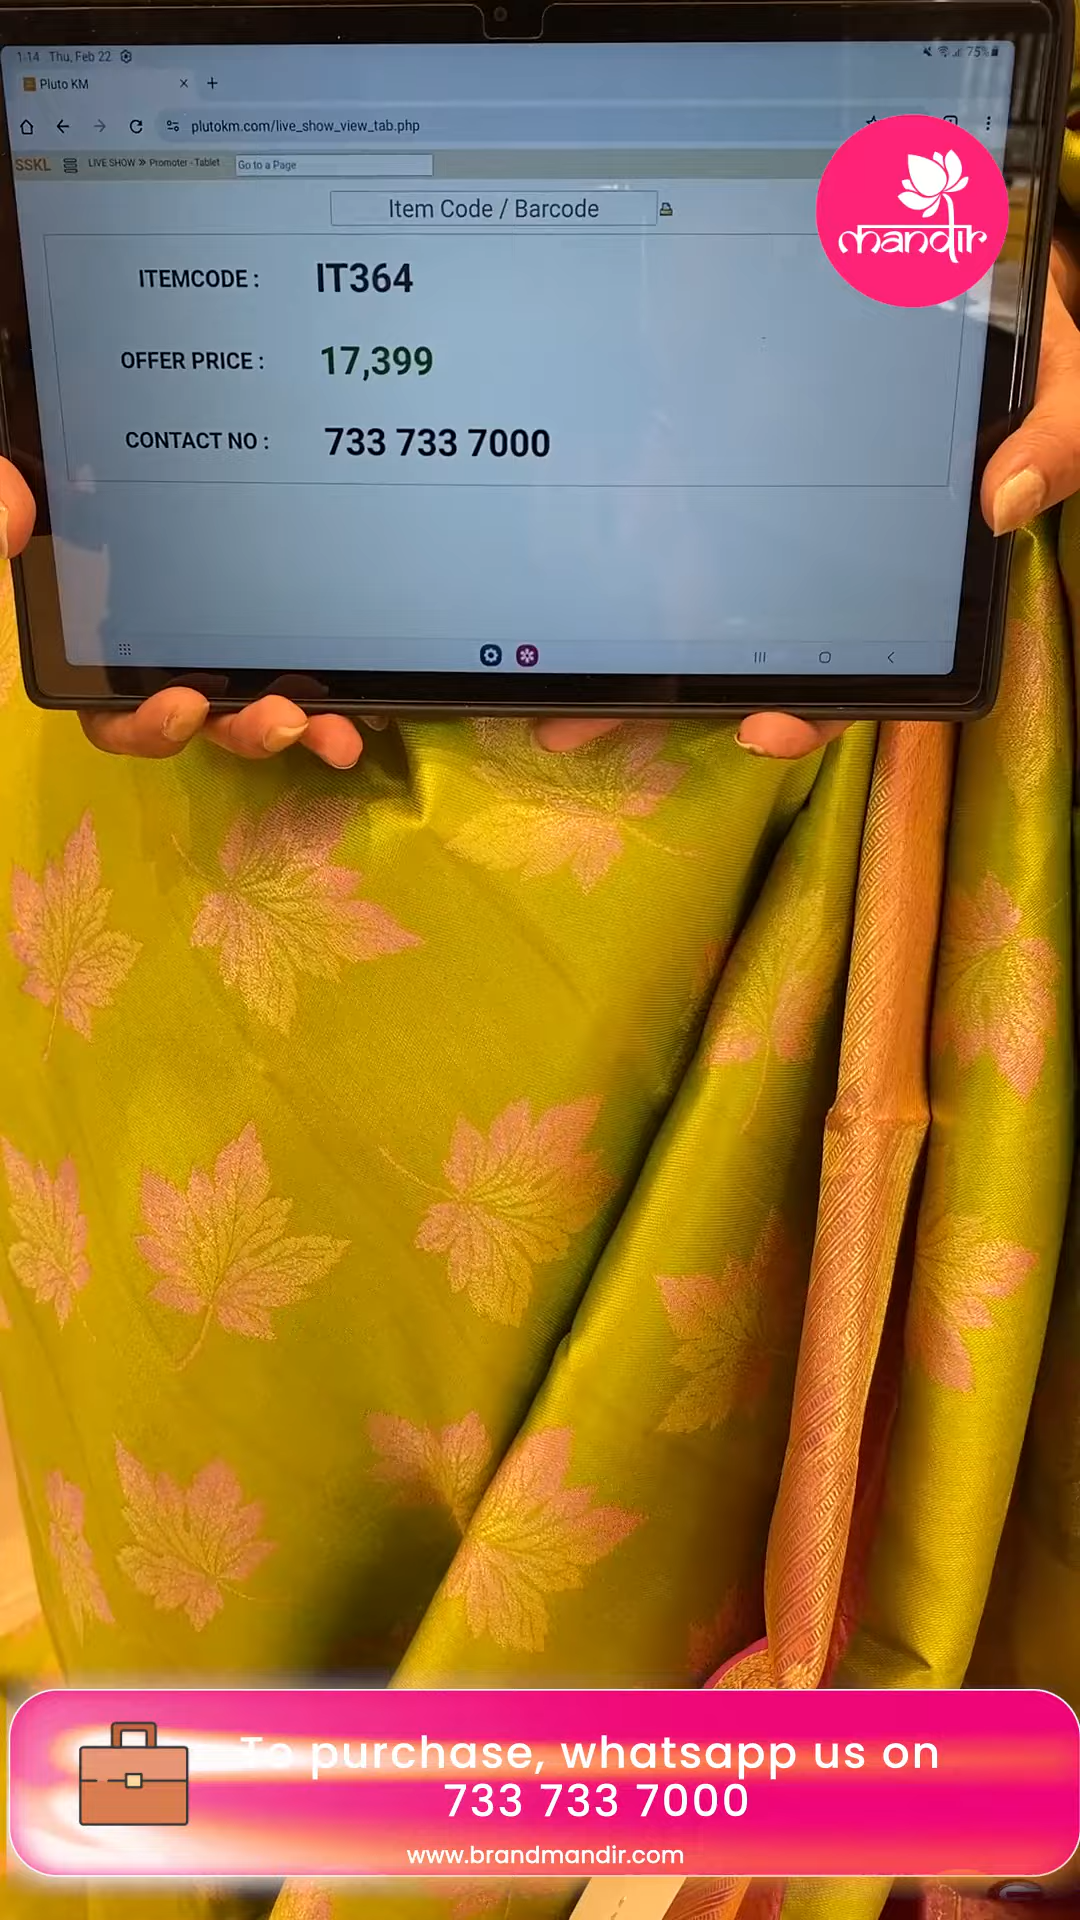 1:14 Thu, Feb 22
75%
Pluto KM
plutokm.com/live_show_view_tab.php
SSKL
LIVE SHOW » Promoter - Tablet
Go to a Page
Item Code / Barcode
mandir
ITEMCODE : IT364
OFFER PRICE : 17,399
CONTACT NO : 733 733 7000
To purchase, whatsapp us on
733 733 7000
www.brandmandir.com